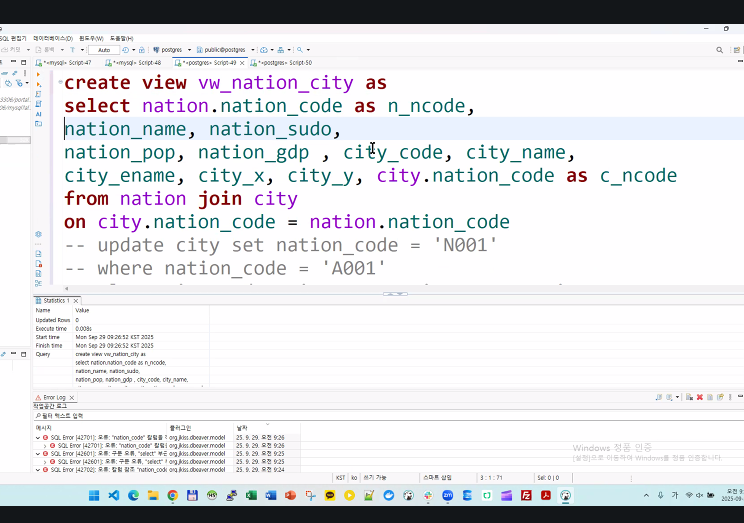 SQL 편집기 데이터베이스(D) 윈도우(W) 도움말(H)
Auto postgres public@postgres
*<mysql> Script-47 *<mysql> Script-48 *<postgres> Script-49 *<postgres> Script-50
create view vw_nation_city as
select nation.nation_code as n_ncode,
nation_name, nation_sudo,
nation_pop, nation_gdp , city_code, city_name,
city_ename, city_x, city_y, city.nation_code as c_ncode
from nation join city
on city.nation_code = nation.nation_code
-- update city set nation_code = 'N001'
-- where nation_code = 'A001'
Statistics 1
Name Value
Updated Rows 0
Execute time 0.008s
Start time Mon Sep 29 09:26:52 KST 2025
Finish time Mon Sep 29 09:26:52 KST 2025
Query create view vw_nation_city as
select nation.nation_code as n_ncode,
nation_name, nation_sudo,
nation_pop, nation_gdp , city_code, city_name,
Error Log
작업공간 로그
필터 텍스트 입력
메시지 플러그인 날짜
SQL Error [42701]: 오류: "nation_code" 칼럼 org.jkiss.dbeaver.model 25. 9. 29. 오전 9:26
SQL Error [42701]: 오류: "nation_code" org.jkiss.dbeaver.model 25. 9. 29. 오전 9:26
SQL Error [42601]: 오류: 구문 오류, "select" 부근 org.jkiss.dbeaver.model 25. 9. 29. 오전 9:25
SQL Error [42601]: 오류: 구문 오류, "select" org.jkiss.dbeaver.model 25. 9. 29. 오전 9:25
SQL Error [42702]: 오류: 칼럼 참조 "nation_code org.jkiss.dbeaver.model 25. 9. 29. 오전 9:24
Windows 정품 인증
[설정]으로 이동하여 Windows를 정품 인증합니다.
KST ko 쓰기 가능 스마트 삽입 3 : 1 : 71 Sel: 0 | 0
가 오전 9:
2025-09-